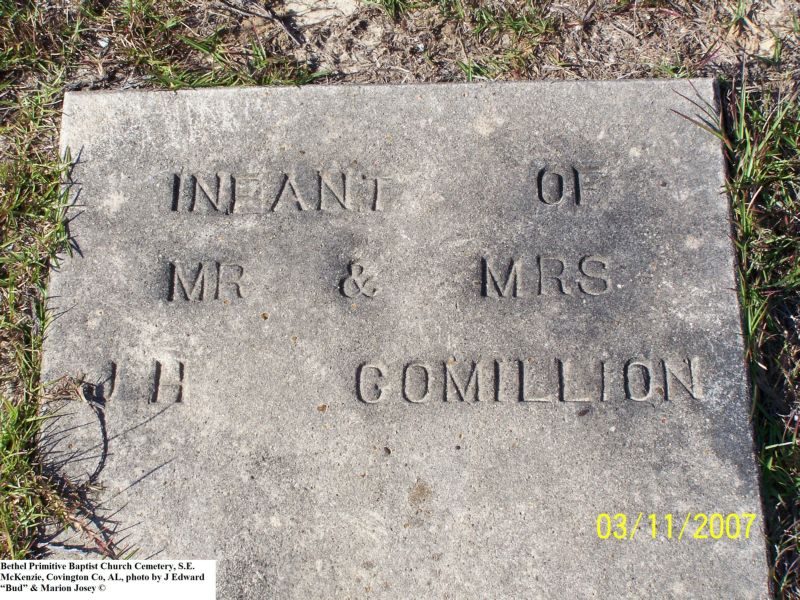 INFANT OF
MR & MRS
J H GOMILLION
03/11/2007
Bethel Primitive Baptist Church Cemetery, S.E.
McKenzie, Covington Co, AL, photo by J Edward
“Bud” & Marion Josey ©